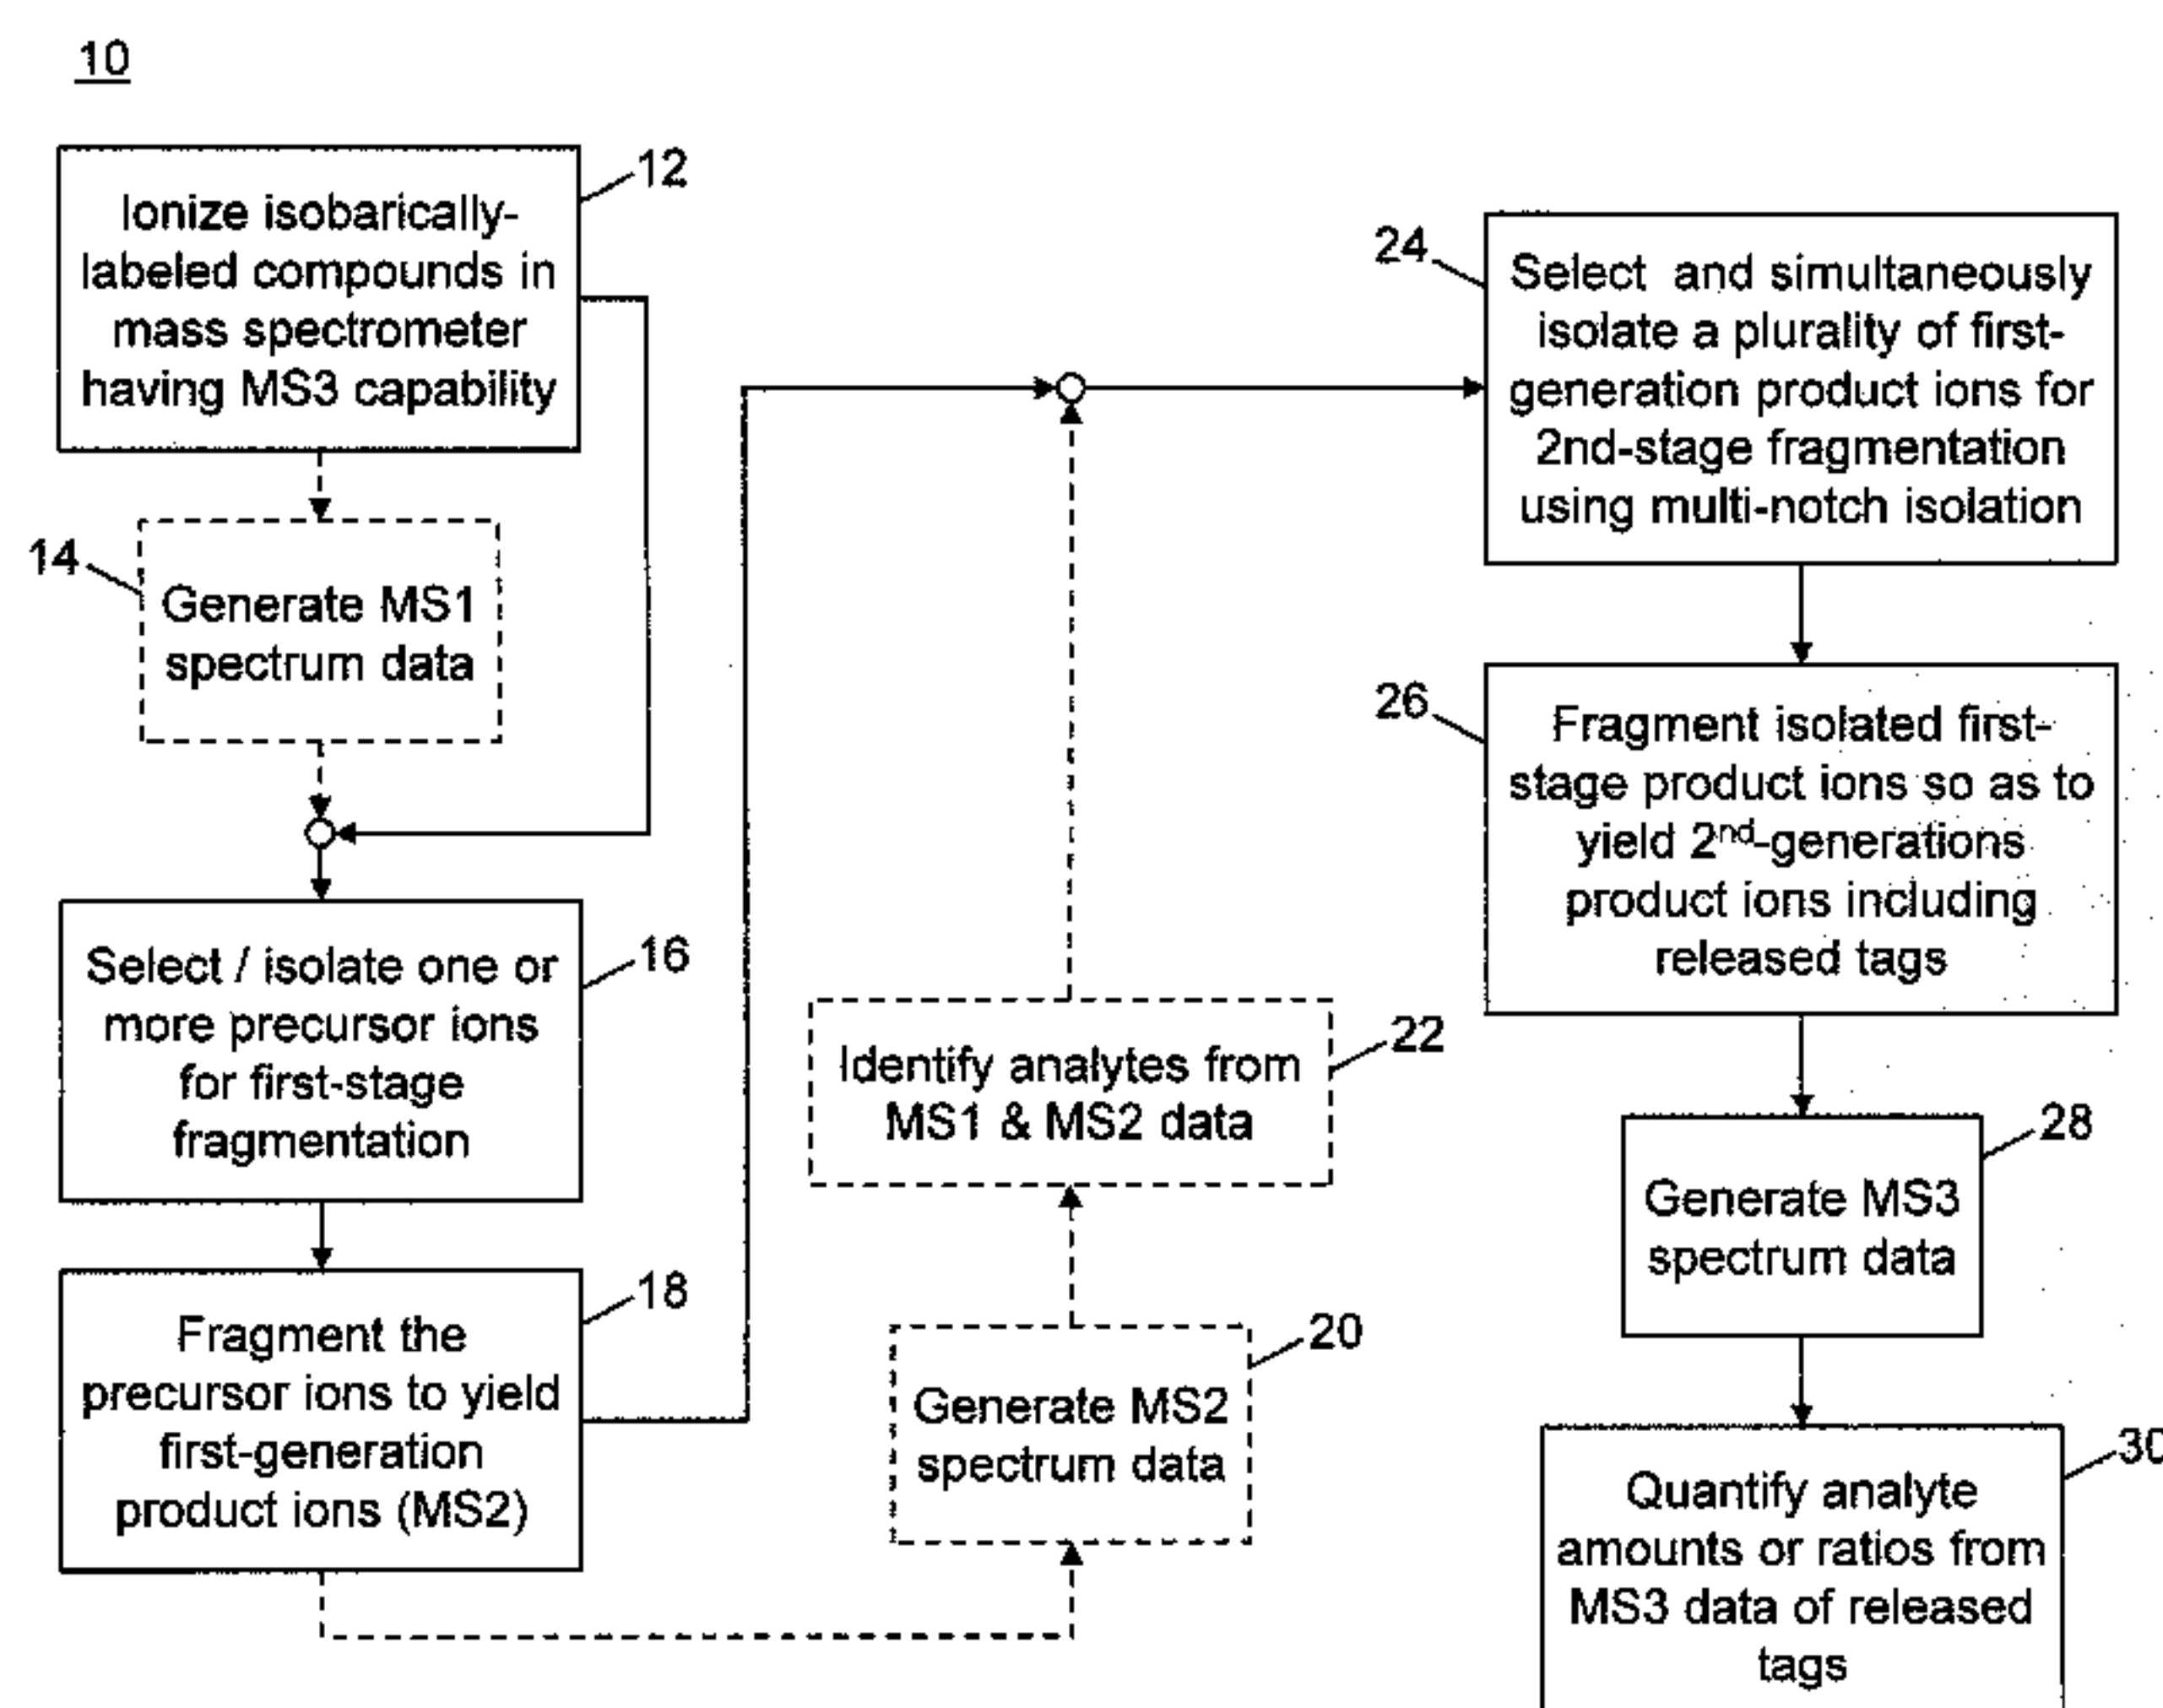 10
12
Ionize isobarically-
labeled compounds in
mass spectrometer
having MS3 capability
14
Generate MS1
spectrum data
16
Select / isolate one or
more precursor ions
for first-stage
fragmentation
18
Fragment the
precursor ions to yield
first-generation
product ions (MS2)
20
Generate MS2
spectrum data
22
Identify analytes from
MS1 & MS2 data
24
Select and simultaneously
isolate a plurality of first-
generation product ions for
2nd-stage fragmentation
using multi-notch isolation
26
Fragment isolated first-
stage product ions so as to
yield 2nd-generations
product ions including
released tags
28
Generate MS3
spectrum data
30
Quantify analyte
amounts or ratios from
MS3 data of released
tags